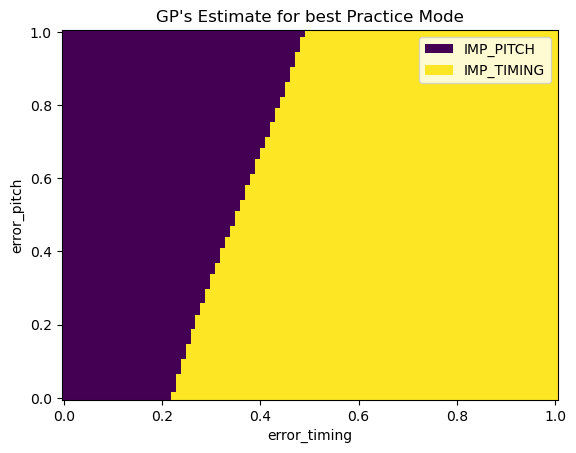 GP's Estimate for best Practice Mode
IMP_PITCH
IMP_TIMING
error_pitch
1.0
0.8
0.6
0.4
0.2
0.0
0.0 0.2 0.4 0.6 0.8 1.0
error_timing